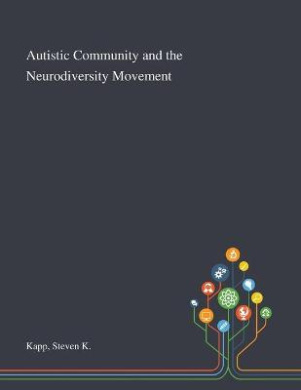 Autistic Community and the
Neurodiversity Movement
Kapp, Steven K.